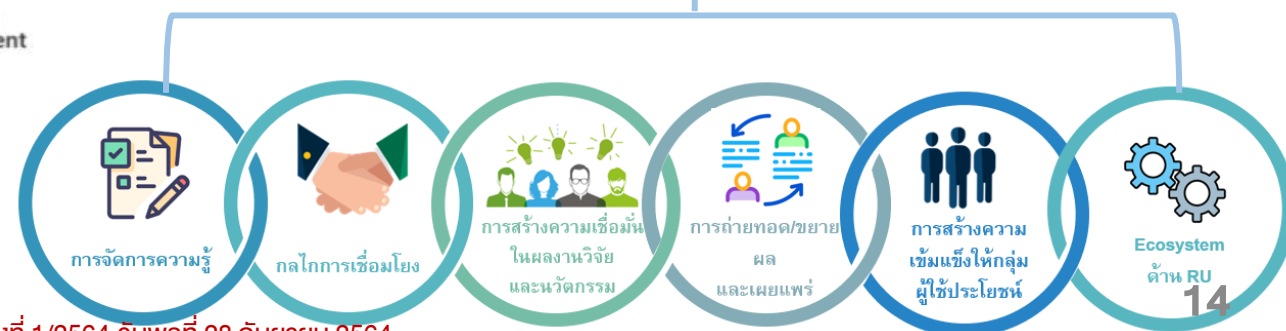 ent
การจัดการความรู้
กลไกการเชื่อมโยง
การสร้างความเชื่อมั่น
ในผลงานวิจัย
และนวัตกรรม
การถ่ายทอด/ขยาย
ผล
และเผยแพร่
การสร้างความ
เข้มแข็งให้กลุ่ม
ผู้ใช้ประโยชน์
Ecosystem
ด้าน RU
14
ที่ 1/2564